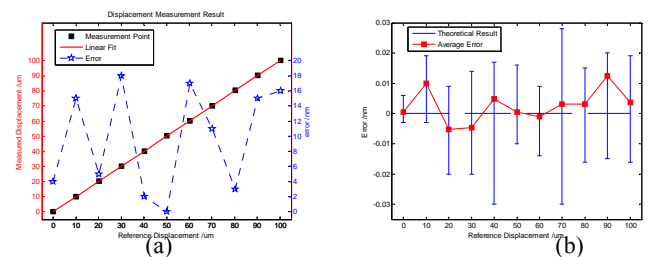 Displacement Measurement Result
Measurement Point
Linear Fit
Error
Measured Displacement /um
100
90
80
70
60
50
40
30
20
10
0
20
18
16
14
12
10
8
6
4
2
0
error /nm
0 10 20 30 40 50 60 70 80 90 100
Reference Displacement /um
(a)
Theoretical Result
Average Error
Error /nm
0.03
0.02
0.01
0
-0.01
-0.02
-0.03
0 10 20 30 40 50 60 70 80 90 100
Reference Displacement /um
(b)